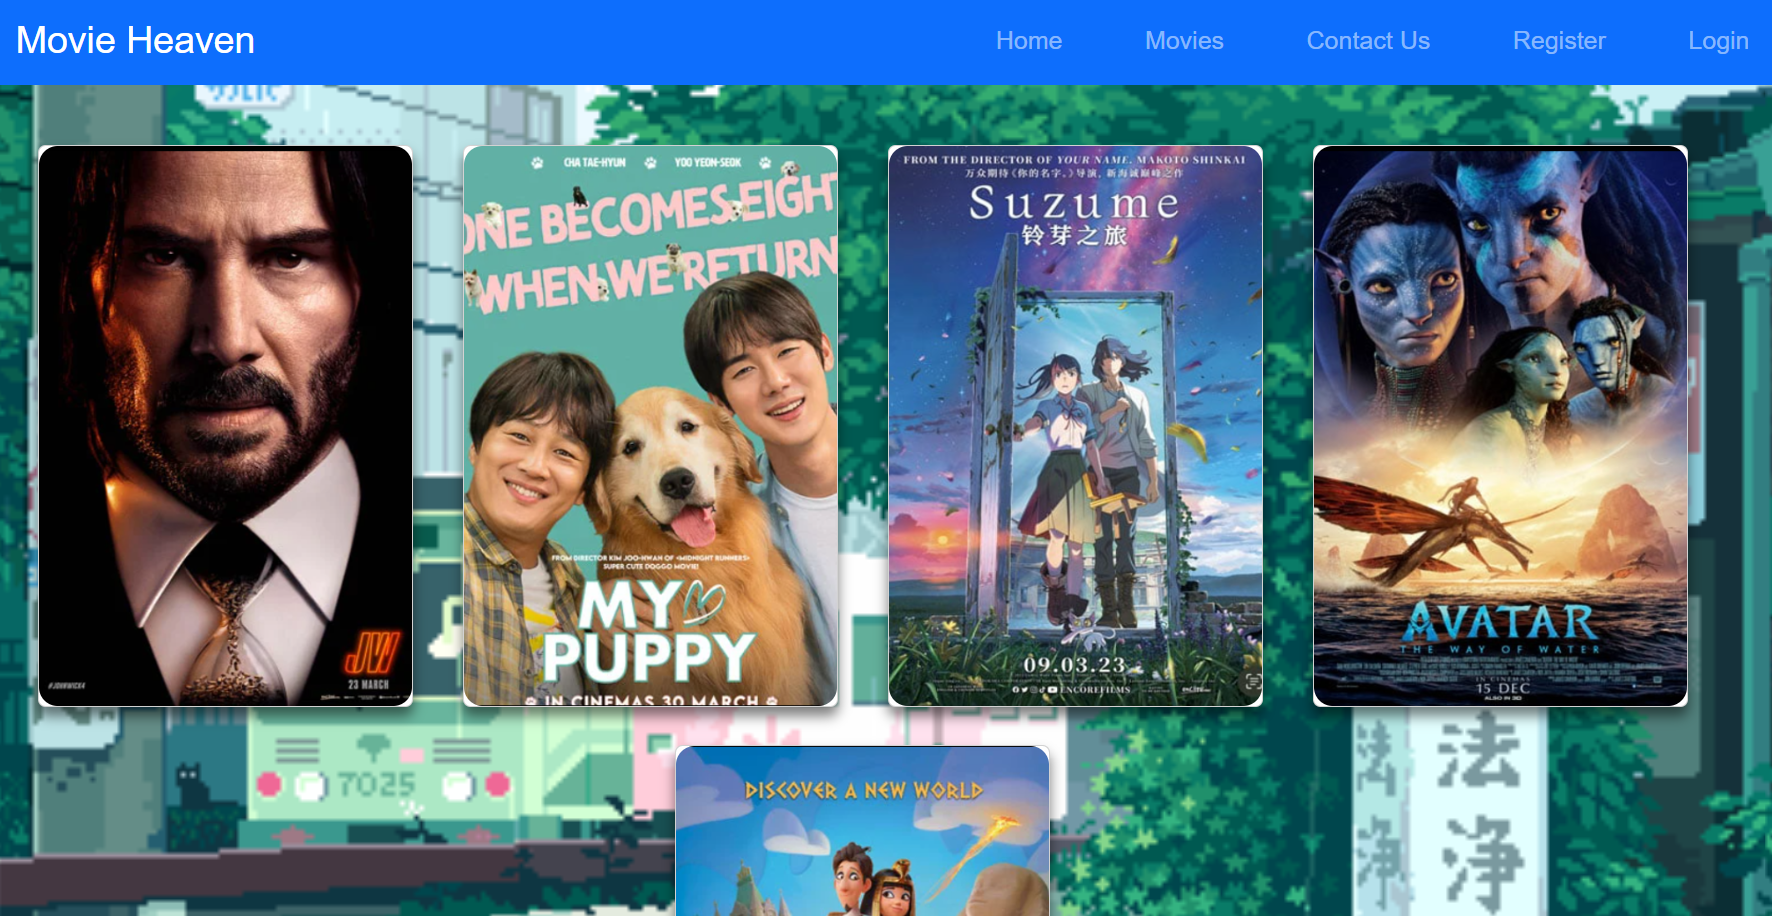 Movie Heaven
Home
Movies
Contact Us
Register
Login
#JOHNWICK4
JW
23 MARCH
CHA TAE-HYUN YOO YEON-SEOK
ONE BECOMES EIGHT
WHEN WE RETURN
FROM DIRECTOR KIM JOO-HWAN OF <MIDNIGHT RUNNERS>
SUPER CUTE DOGGO MOVIE!
MY
PUPPY
IN CINEMAS 30 MARCH
FROM THE DIRECTOR OF YOUR NAME. MAKOTO SHINKAI
万众期待《你的名字。》导演，新海诚巅峰之作
Suzume
铃芽之旅
09.03.23
ENCOREFILMS
AVATAR
THE WAY OF WATER
IN CINEMAS
15 DEC
ALSO IN 3D
DISCOVER A NEW WORLD
7025
法
浄
法
浄